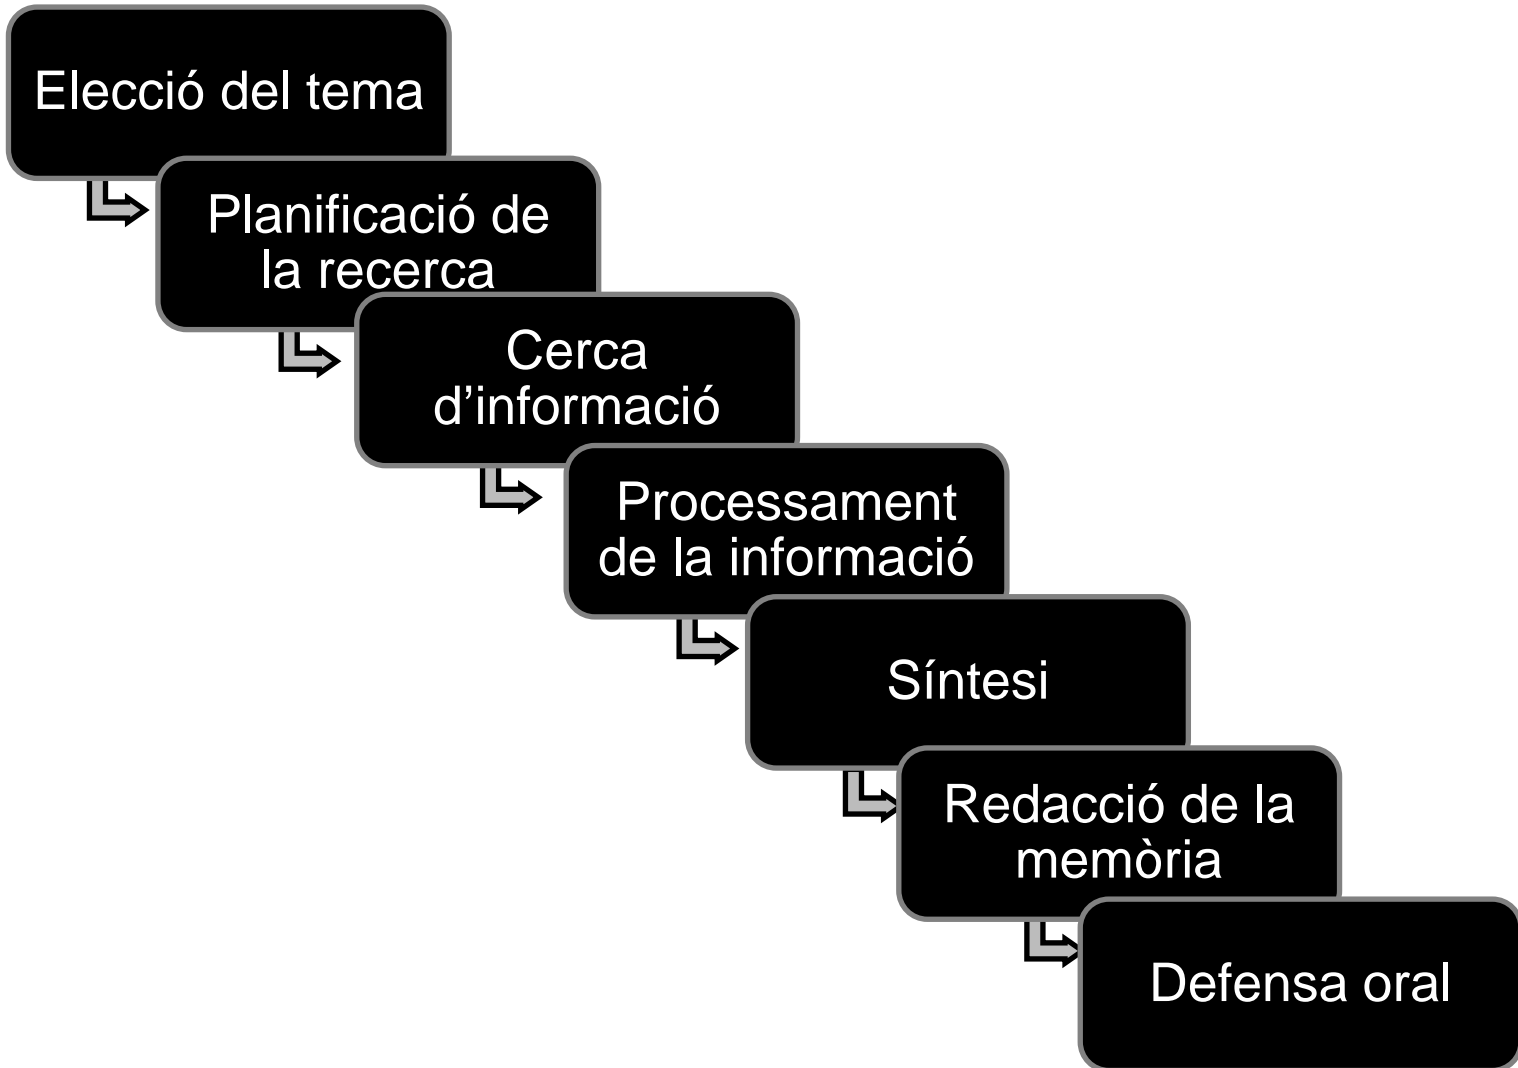 Elecció del tema
Planificació de
la recerca
Cerca
d’informació
Processament
de la informació
Síntesi
Redacció de la
memòria
Defensa oral